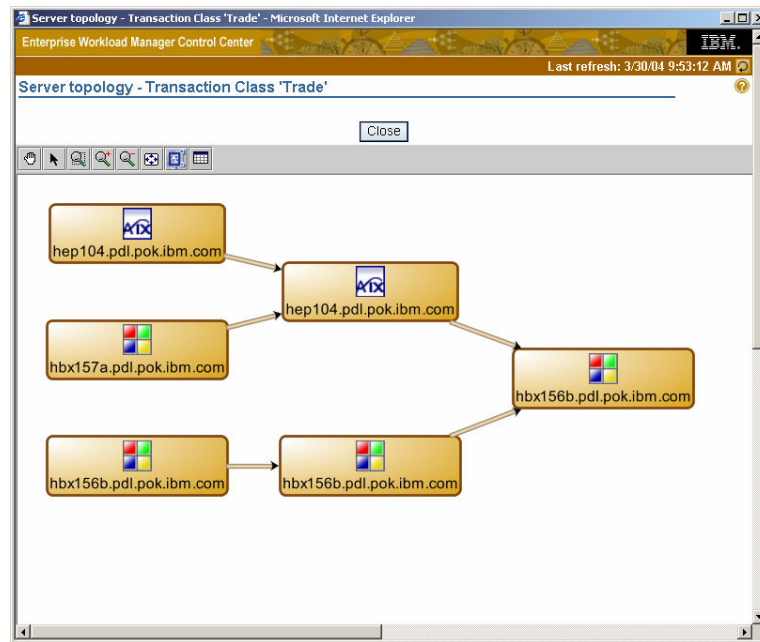 Server topology - Transaction Class 'Trade' - Microsoft Internet Explorer
Enterprise Workload Manager Control Center
IBM.
Last refresh: 3/30/04 9:53:12 AM
Server topology - Transaction Class 'Trade'
?
Close
AIX
hep104.pdl.pok.ibm.com
AIX
hep104.pdl.pok.ibm.com
hbx157a.pdl.pok.ibm.com
hbx156b.pdl.pok.ibm.com
hbx156b.pdl.pok.ibm.com
hbx156b.pdl.pok.ibm.com